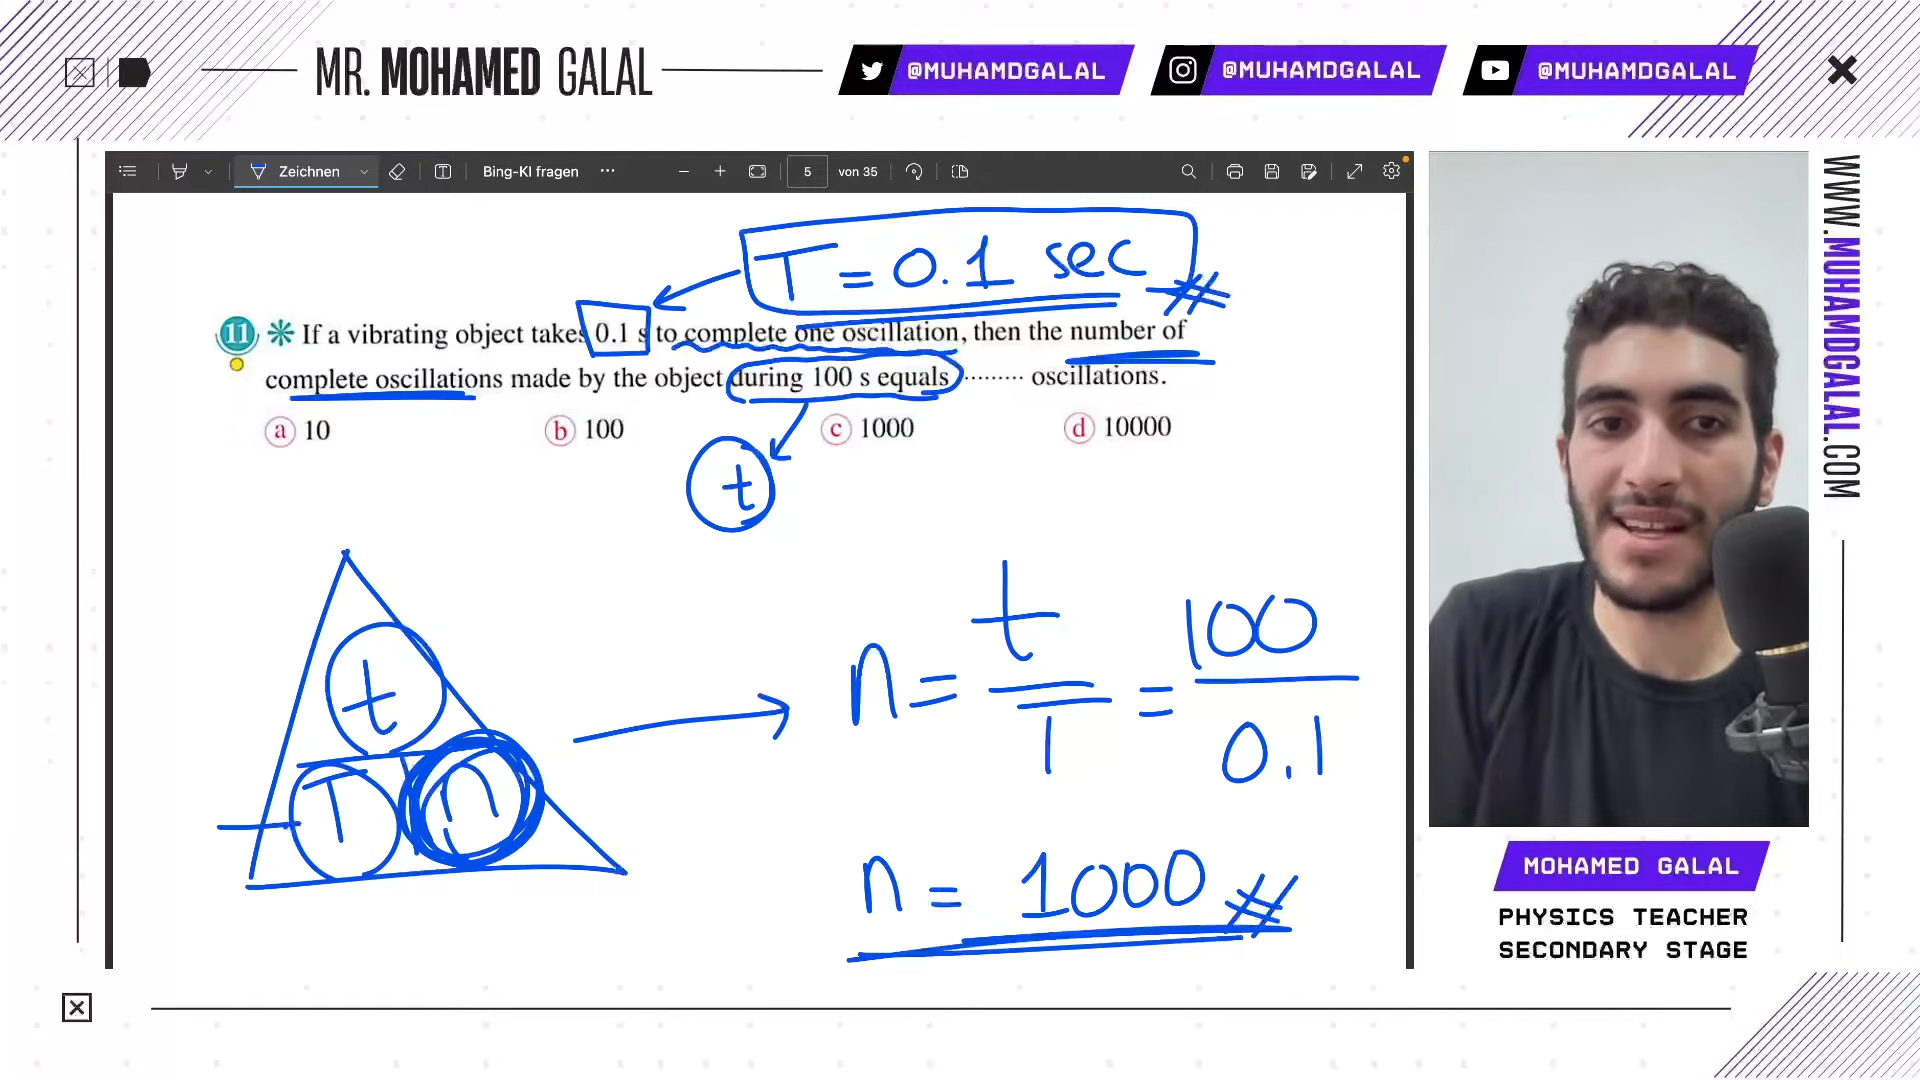 MR. MOHAMED GALAL
@MUHAMDGALAL
@MUHAMDGALAL
@MUHAMDGALAL
WWW.MUHAMDGALAL.COM
Zeichnen
Bing-KI fragen
5 von 35
T = 0.1 sec
11 If a vibrating object takes 0.1 s to complete one oscillation, then the number of
complete oscillations made by the object during 100 s equals ········· oscillations.
a 10 b 100 c 1000 d 10000
t
t
T n
n = t/T = 100/0.1
n = 1000
MOHAMED GALAL
PHYSICS TEACHER
SECONDARY STAGE